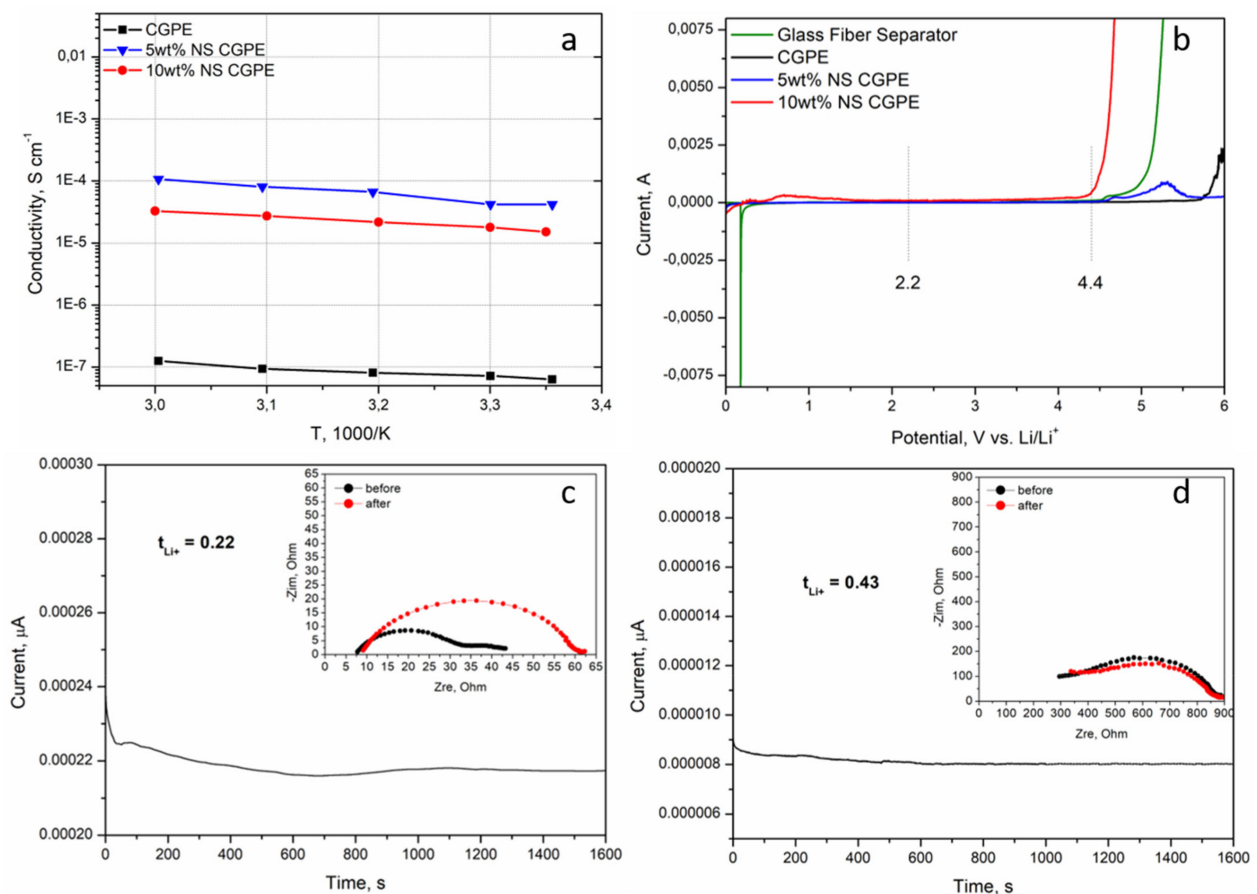 CGPE
5wt% NS CGPE
10wt% NS CGPE
a
0,01
1E-3
1E-4
1E-5
1E-6
1E-7
Conductivity, S cm⁻¹
3,0 3,1 3,2 3,3 3,4
T, 1000/K
Glass Fiber Separator
CGPE
5wt% NS CGPE
10wt% NS CGPE
b
0,0075
0,0050
0,0025
0,0000
-0,0025
-0,0050
-0,0075
Current, A
2.2 4.4
0 1 2 3 4 5 6
Potential, V vs. Li/Li⁺
0.00030
0.00028
0.00026
0.00024
0.00022
0.00020
Current, μA
t Li+ = 0.22
c
before
after
65
60
55
50
45
40
35
30
25
20
15
10
5
0
-Zim, Ohm
0 5 10 15 20 25 30 35 40 45 50 55 60 65
Zre, Ohm
0 200 400 600 800 1000 1200 1400 1600
Time, s
0.000020
0.000018
0.000016
0.000014
0.000012
0.000010
0.000008
0.000006
Current, μA
t Li+ = 0.43
d
before
after
900
800
700
600
500
400
300
200
100
0
-Zim, Ohm
0 100 200 300 400 500 600 700 800 900
Zre, Ohm
0 200 400 600 800 1000 1200 1400 1600
Time, s